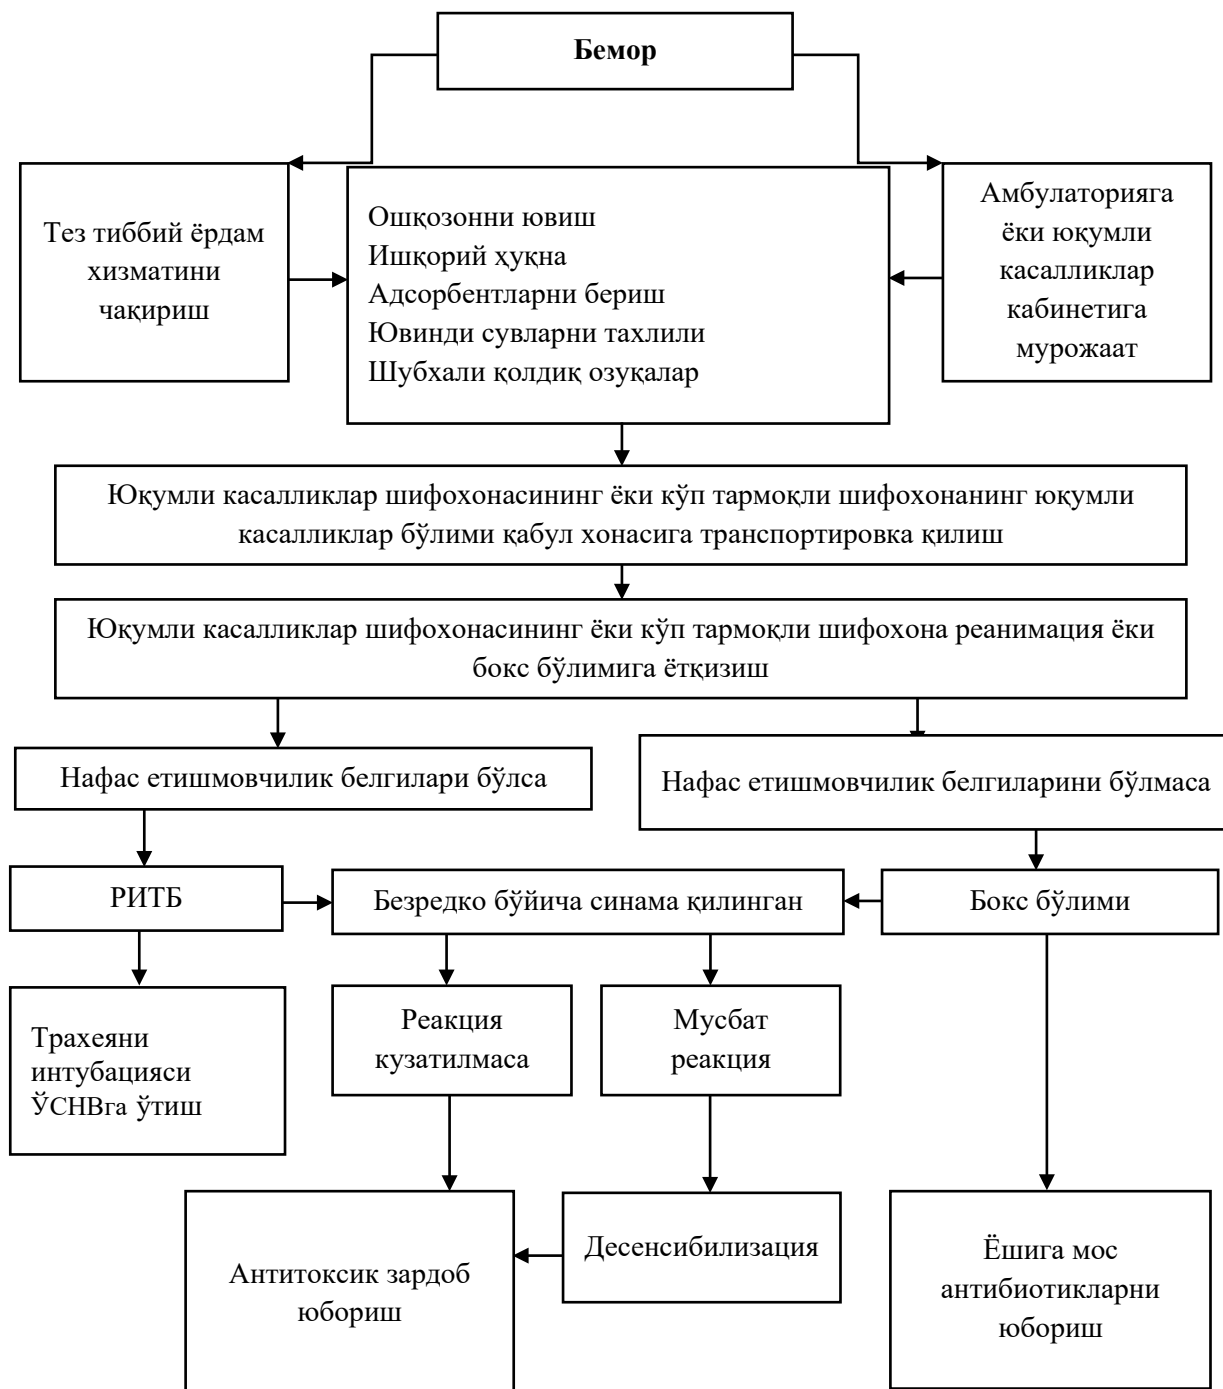 Бемор
Тез тиббий ёрдам
хизматини
чақириш
Ошқозонни ювиш
Ишқорий ҳуқна
Адсорбентларни бериш
Ювинди сувларни тахлили
Шубхали қолдиқ озуқалар
Амбулаторияга
ёки юқумли
касалликлар
кабинетига
мурожаат
Юқумли касалликлар шифохонасининг ёки кўп тармоқли шифохонанинг юқумли
касалликлар бўлими қабул хонасига транспортировка қилиш
Юқумли касалликлар шифохонасининг ёки кўп тармоқли шифохона реанимация ёки
бокс бўлимига ётқизиш
Нафас етишмовчилик белгилари бўлса
Нафас етишмовчилик белгиларини бўлмаса
РИТБ
Безредко бўйича синама қилинган
Бокс бўлими
Трахеяни
интубацияси
ЎСНВга ўтиш
Реакция
кузатилмаса
Мусбат
реакция
Антитоксик зардоб
юбориш
Десенсибилизация
Ёшига мос
антибиотикларни
юбориш